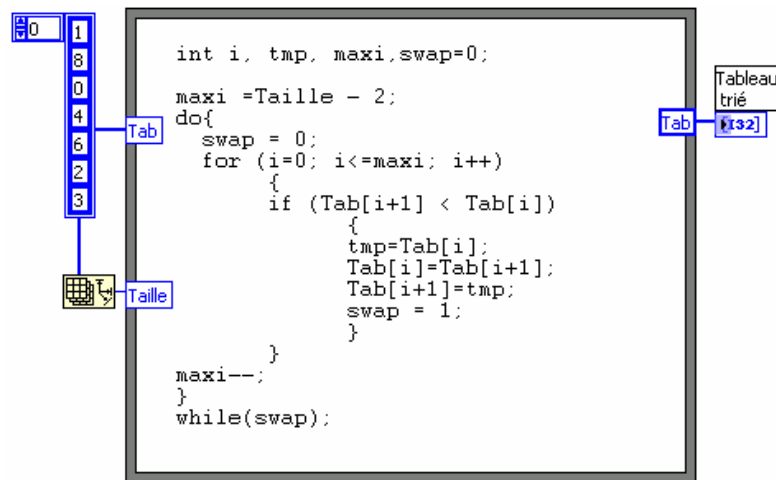 0
1
8
0
4
6
2
3
Tab
Taille
int i, tmp, maxi,swap=0;
maxi =Taille - 2;
do{
swap = 0;
for (i=0; i<=maxi; i++)
{
if (Tab[i+1] < Tab[i])
{
tmp=Tab[i];
Tab[i]=Tab[i+1];
Tab[i+1]=tmp;
swap = 1;
}
}
maxi--;
}
while(swap);
Tab
Tableau
trié
[I32]